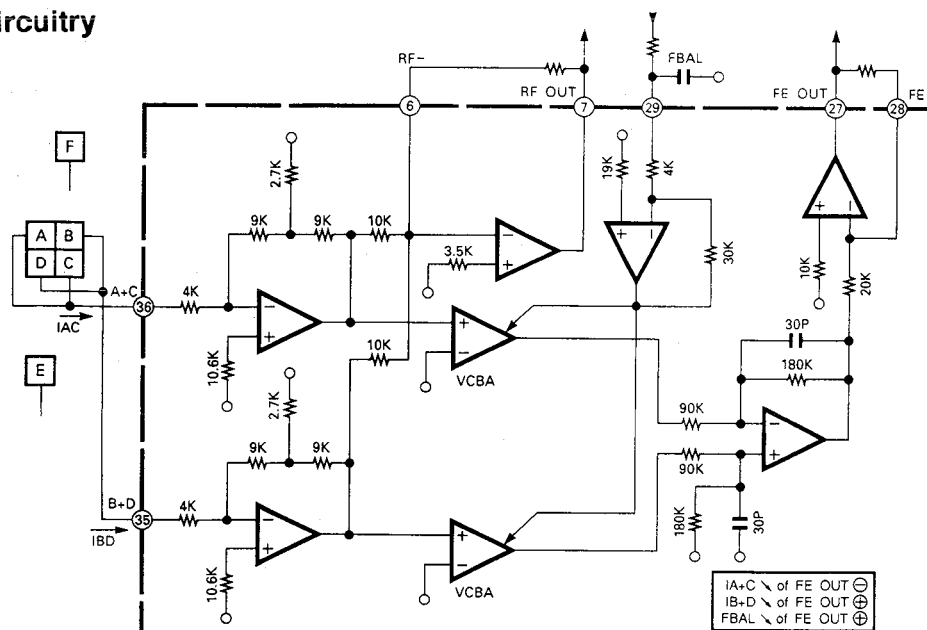 ircuitry
RF-
FBAL
RF OUT
FE OUT
FE
6
7
29
27
28
F
2.7K
19K
4K
A B
D C
9K
9K
10K
3.5K
30K
10K
20K
A+C
36
4K
IAC
10.6K
10K
VCBA
30P
180K
E
2.7K
90K
9K
9K
90K
B+D
35
4K
IBD
10.6K
180K
30P
VCBA
IA+C ↘ of FE OUT ⊖
IB+D ↘ of FE OUT ⊕
FBAL ↘ of FE OUT ⊕